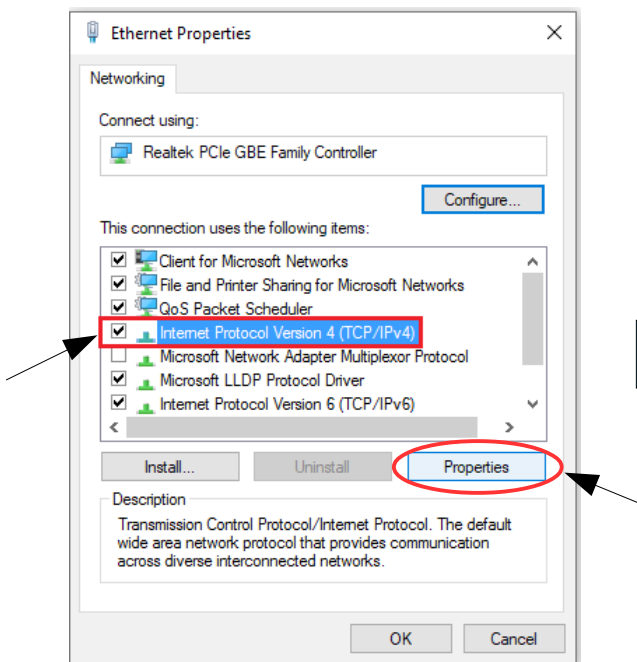 Ethernet Properties
Networking
Connect using:
Realtek PCIe GBE Family Controller
Configure...
This connection uses the following items:
Client for Microsoft Networks
File and Printer Sharing for Microsoft Networks
QoS Packet Scheduler
Internet Protocol Version 4 (TCP/IPv4)
Microsoft Network Adapter Multiplexor Protocol
Microsoft LLDP Protocol Driver
Internet Protocol Version 6 (TCP/IPv6)
Install... Uninstall Properties
Description
Transmission Control Protocol/Internet Protocol. The default
wide area network protocol that provides communication
across diverse interconnected networks.
OK Cancel